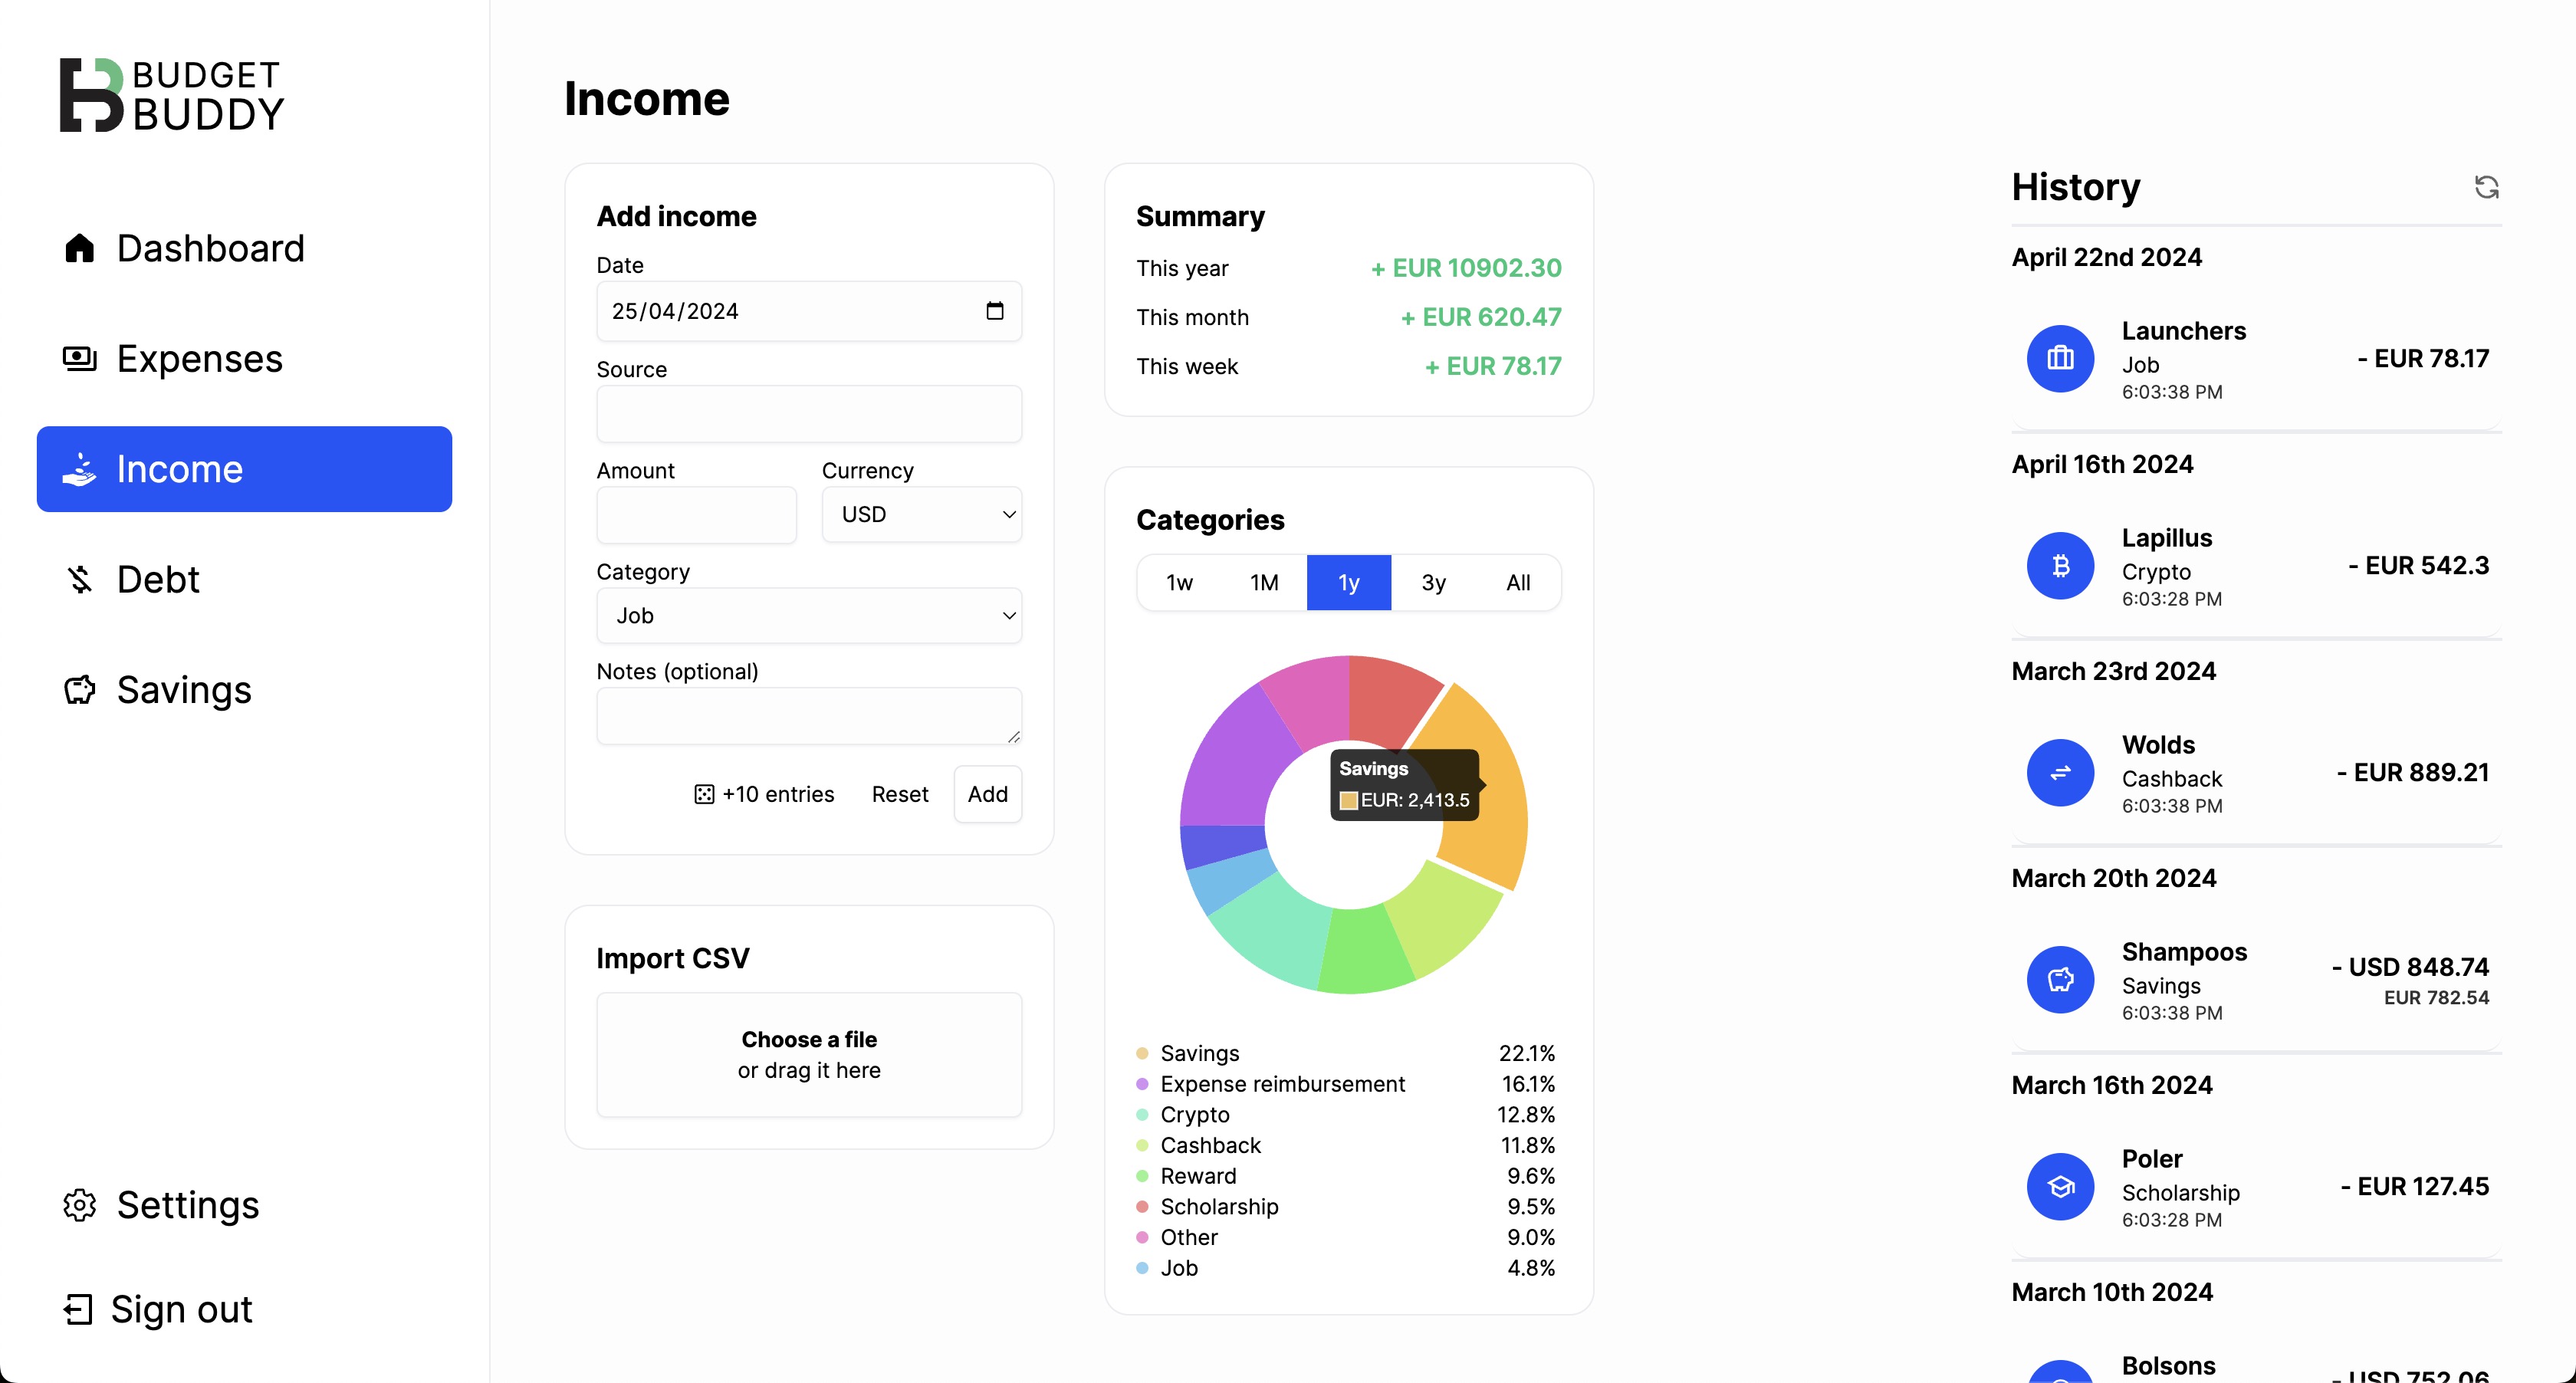 BUDGET
BUDDY
Dashboard
Expenses
Income
Debt
Savings
Settings
Sign out
Income
Add income
Date
25/04/2024
Source
Amount
Currency
USD
Category
Job
Notes (optional)
+10 entries
Reset
Add
Import CSV
Choose a file
or drag it here
Summary
This year + EUR 10902.30
This month + EUR 620.47
This week + EUR 78.17
Categories
1w 1M 1y 3y All
Savings
EUR: 2,413.5
Savings 22.1%
Expense reimbursement 16.1%
Crypto 12.8%
Cashback 11.8%
Reward 9.6%
Scholarship 9.5%
Other 9.0%
Job 4.8%
History
April 22nd 2024
Launchers
Job
6:03:38 PM
- EUR 78.17
April 16th 2024
Lapillus
Crypto
6:03:28 PM
- EUR 542.3
March 23rd 2024
Wolds
Cashback
6:03:38 PM
- EUR 889.21
March 20th 2024
Shampoos
Savings
6:03:38 PM
- USD 848.74
EUR 782.54
March 16th 2024
Poler
Scholarship
6:03:28 PM
- EUR 127.45
March 10th 2024
Bolsons
- USD 752.06